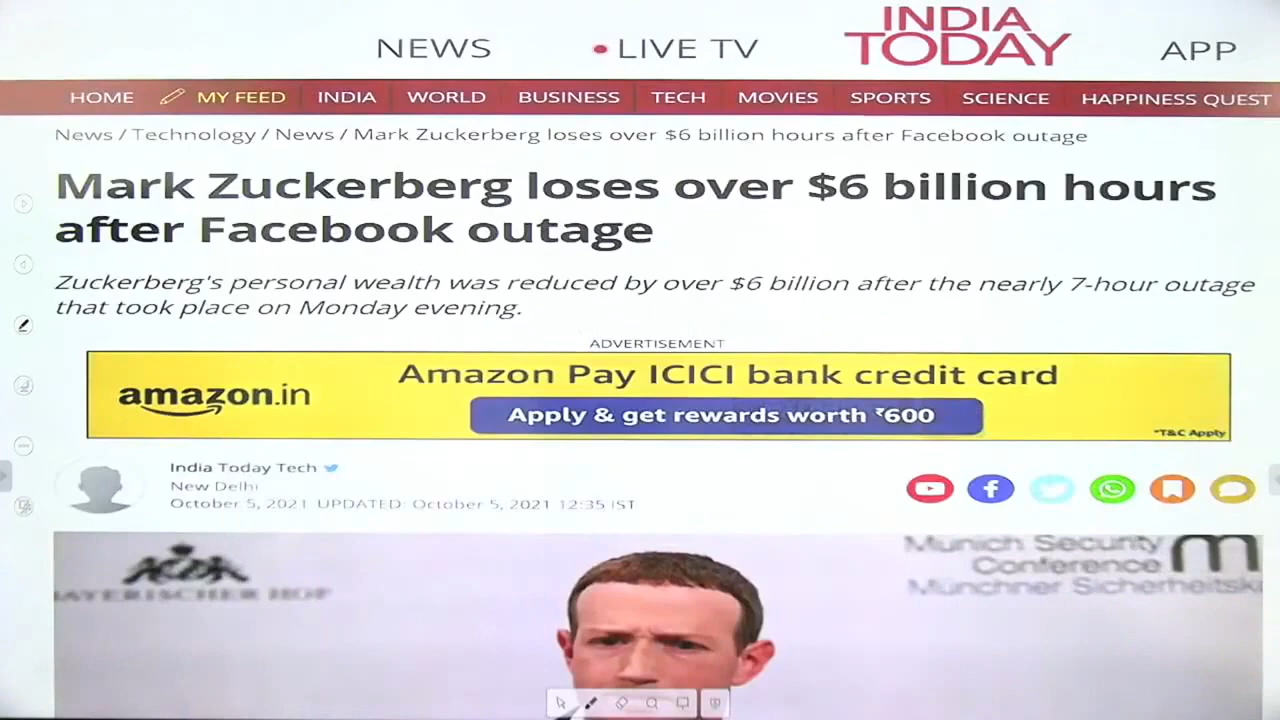 NEWS
LIVE TV
INDIA
TODAY
APP
HOME MY FEED INDIA WORLD BUSINESS TECH MOVIES SPORTS SCIENCE HAPPINESS QUEST
News / Technology / News / Mark Zuckerberg loses over $6 billion hours after Facebook outage
Mark Zuckerberg loses over $6 billion hours
after Facebook outage
Zuckerberg's personal wealth was reduced by over $6 billion after the nearly 7-hour outage
that took place on Monday evening.
ADVERTISEMENT
amazon.in
Amazon Pay ICICI bank credit card
Apply & get rewards worth ₹600
*T&C Apply
India Today Tech
New Delhi
October 5, 2021 UPDATED: October 5, 2021 12:35 IST
BAYERISCHER HOF
Munich Security
Conference
Münchner Sicherheitska
m